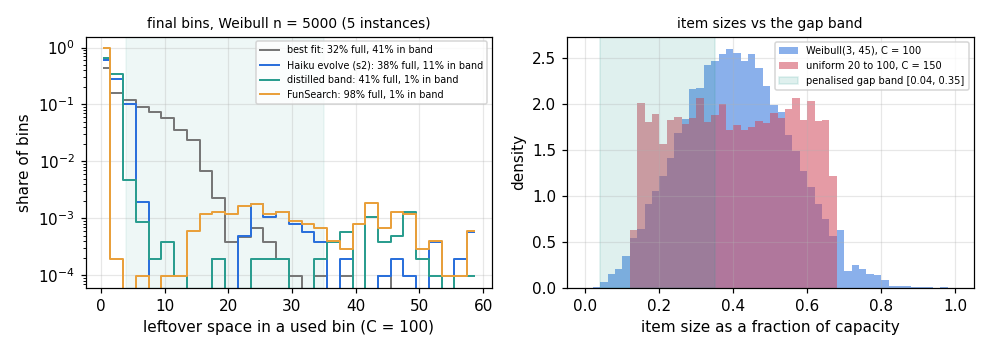 final bins, Weibull n = 5000 (5 instances)
best fit: 32% full, 41% in band
Haiku evolve (s2): 38% full, 11% in band
distilled band: 41% full, 1% in band
FunSearch: 98% full, 1% in band
share of bins
10⁰
10⁻¹
10⁻²
10⁻³
10⁻⁴
0 10 20 30 40 50 60
leftover space in a used bin (C = 100)
item sizes vs the gap band
Weibull(3, 45), C = 100
uniform 20 to 100, C = 150
penalised gap band [0.04, 0.35]
density
2.5
2.0
1.5
1.0
0.5
0.0
0.0 0.2 0.4 0.6 0.8 1.0
item size as a fraction of capacity